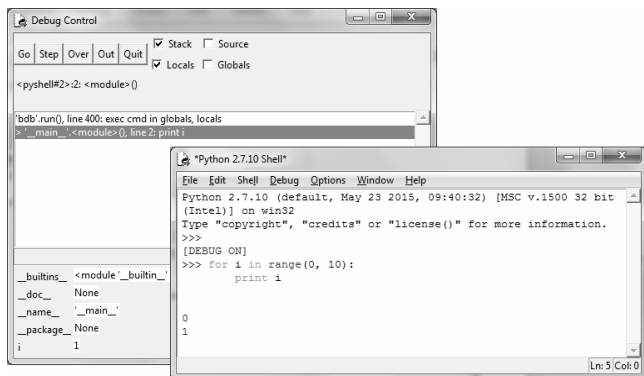 Debug Control
Go Step Over Out Quit
Stack Source
Locals Globals
<pyshell#2>:2: <module>()
'bdb'.run(), line 400: exec cmd in globals, locals
> '__main__'.<module>(), line 2: print i
__builtins__ <module '__builtin__'
__doc__ None
__name__ '__main__'
__package__ None
i 1
*Python 2.7.10 Shell*
File Edit Shell Debug Options Window Help
Python 2.7.10 (default, May 23 2015, 09:40:32) [MSC v.1500 32 bit
(Intel)] on win32
Type "copyright", "credits" or "license()" for more information.
>>>
[DEBUG ON]
>>> for i in range(0, 10):
print i
0
1
Ln: 5 Col: 0